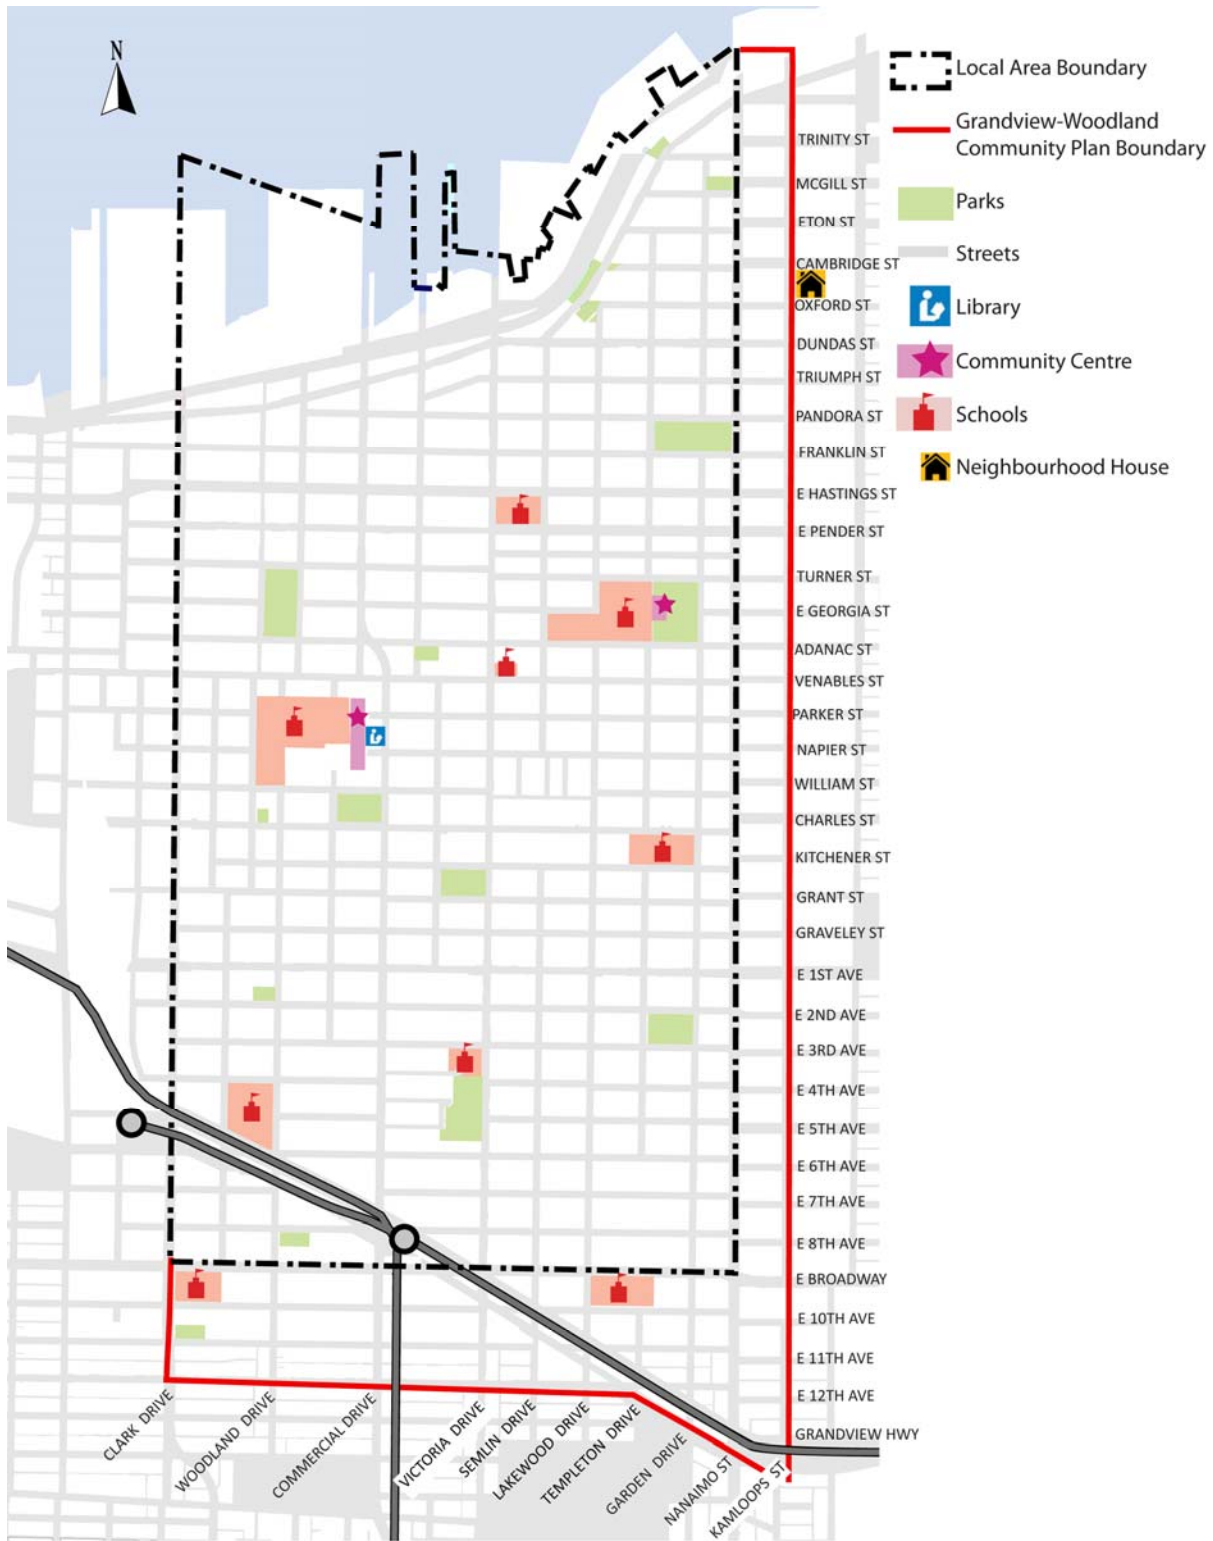 N
Local Area Boundary
Grandview-Woodland
Community Plan Boundary
Parks
Streets
Library
Community Centre
Schools
Neighbourhood House
TRINITY ST
MCGILL ST
ETON ST
CAMBRIDGE ST
OXFORD ST
DUNDAS ST
TRIUMPH ST
PANDORA ST
FRANKLIN ST
E HASTINGS ST
E PENDER ST
TURNER ST
E GEORGIA ST
ADANAC ST
VENABLES ST
PARKER ST
NAPIER ST
WILLIAM ST
CHARLES ST
KITCHENER ST
GRANT ST
GRAVELEY ST
E 1ST AVE
E 2ND AVE
E 3RD AVE
E 4TH AVE
E 5TH AVE
E 6TH AVE
E 7TH AVE
E 8TH AVE
E BROADWAY
E 10TH AVE
E 11TH AVE
E 12TH AVE
GRANDVIEW HWY
CLARK DRIVE
WOODLAND DRIVE
COMMERCIAL DRIVE
VICTORIA DRIVE
SEMLIN DRIVE
LAKEWOOD DRIVE
TEMPLETON DRIVE
GARDEN DRIVE
NANAIMO ST
KAMLOOPS ST